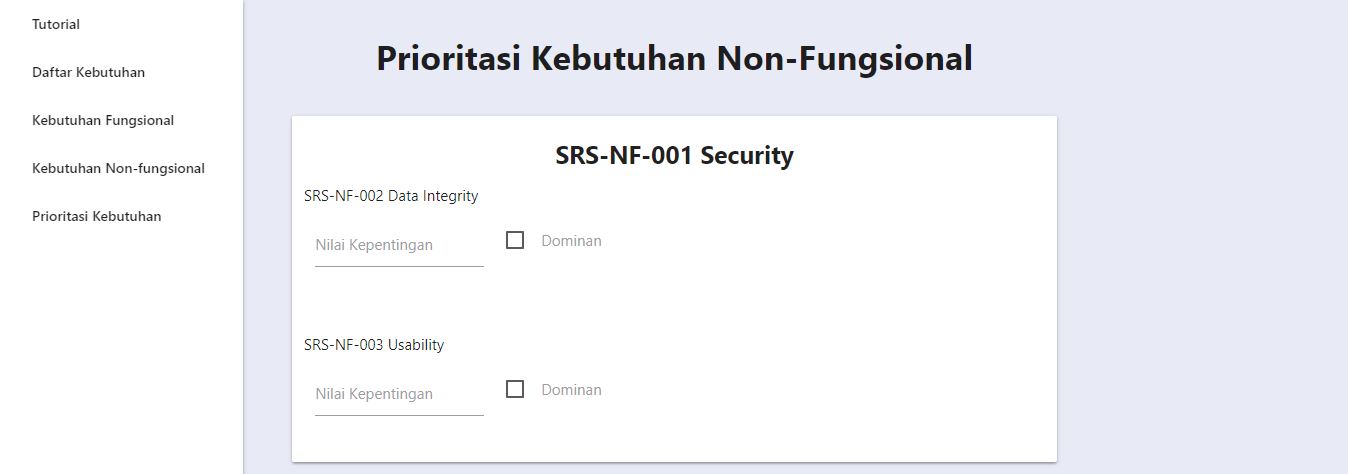 Tutorial
Daftar Kebutuhan
Kebutuhan Fungsional
Kebutuhan Non-fungsional
Prioritasi Kebutuhan
Prioritasi Kebutuhan Non-Fungsional
SRS-NF-001 Security
SRS-NF-002 Data Integrity
Nilai Kepentingan Dominan
SRS-NF-003 Usability
Nilai Kepentingan Dominan